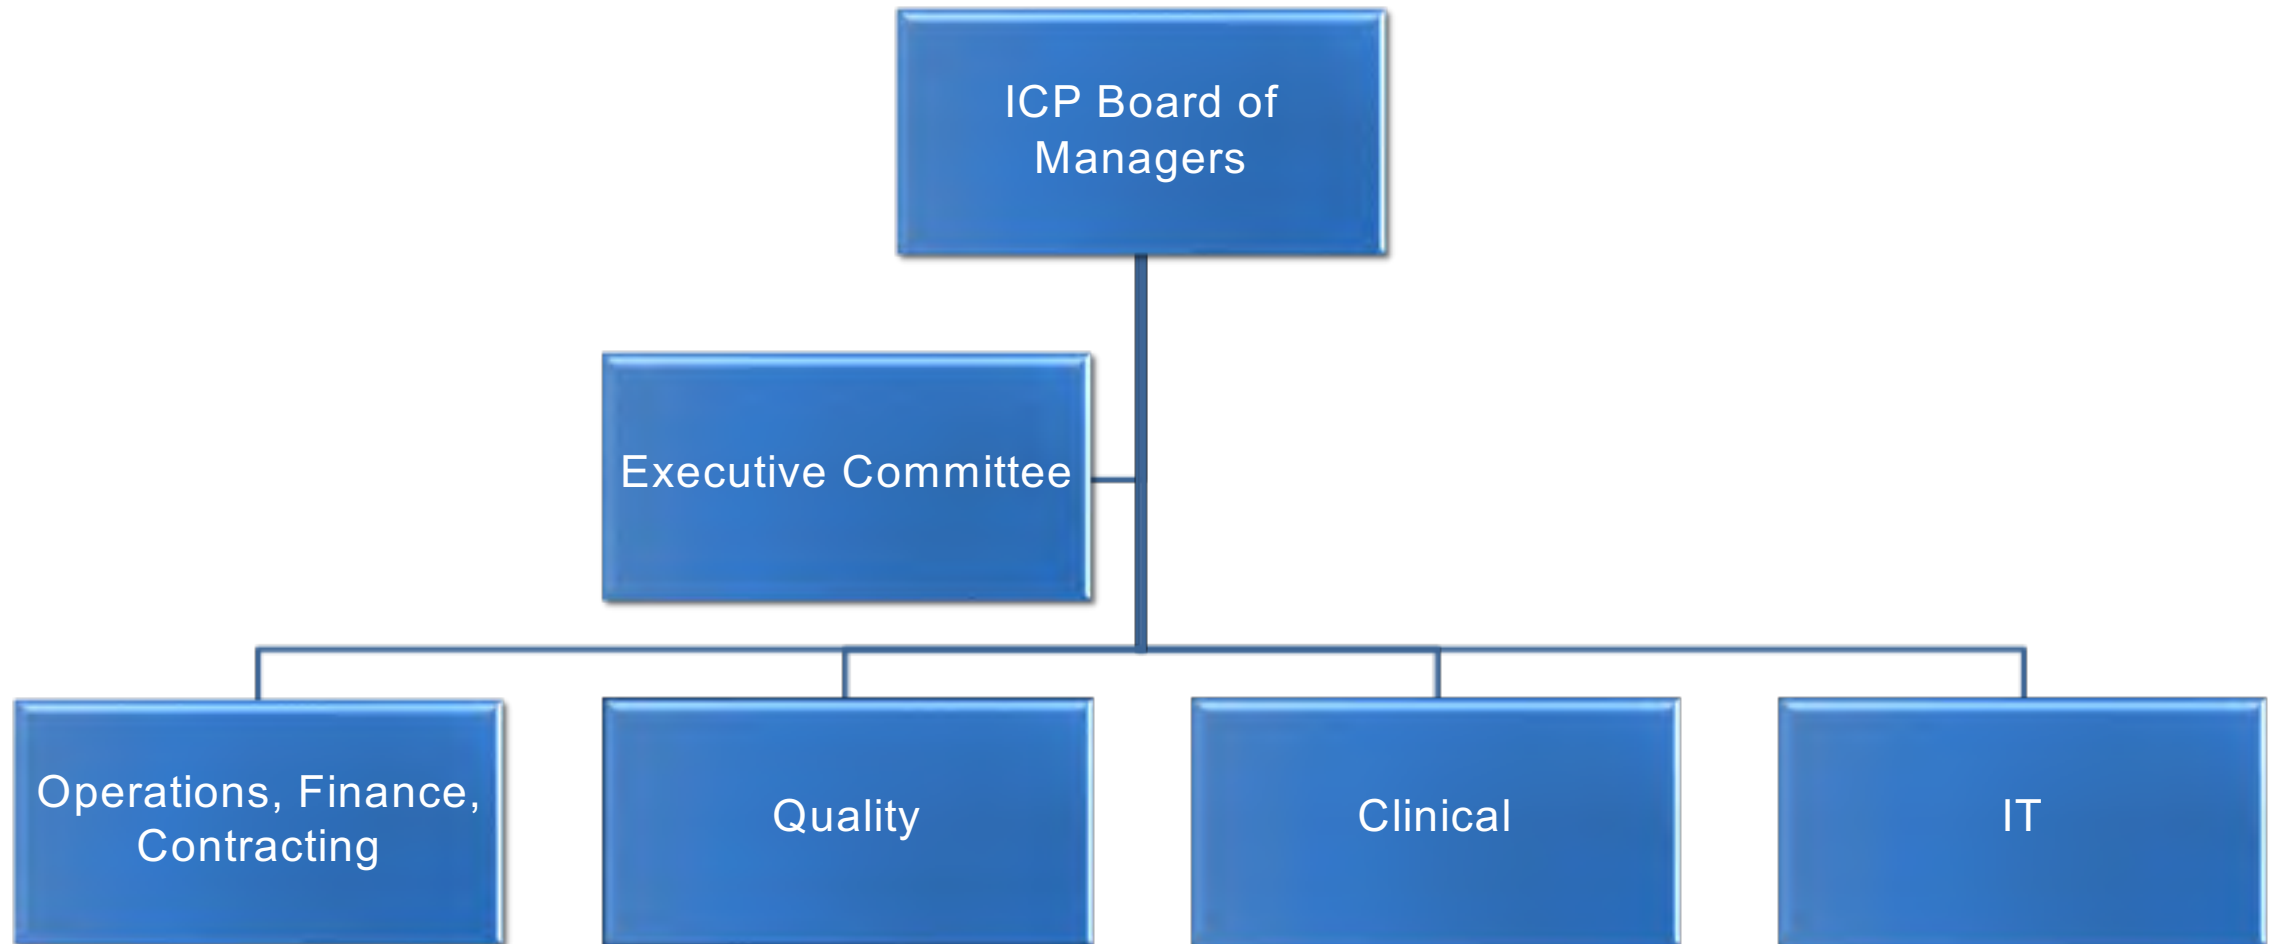 ICP Board of
Managers
Executive Committee
Operations, Finance,
Contracting
Quality
Clinical
IT